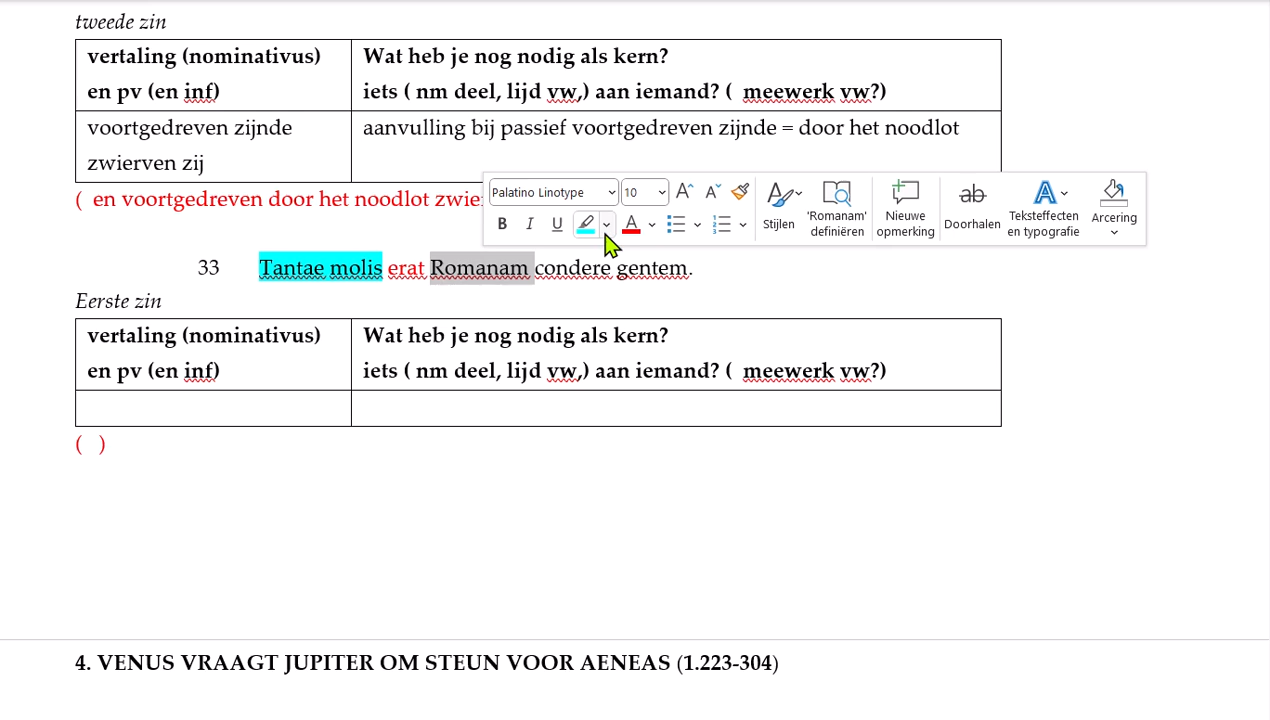 tweede zin
vertaling (nominativus) Wat heb je nog nodig als kern?
en pv (en inf) iets ( nm deel, lijd vw,) aan iemand? ( meewerk vw?)
voortgedreven zijnde aanvulling bij passief voortgedreven zijnde = door het noodlot
zwierven zij
( en voortgedreven door het noodlot zwie
Palatino Linotype 10
Stijlen 'Romanam' definiëren Nieuwe opmerking ab Doorhalen Teksteffecten en typografie Arcering
B I U A
33 Tantae molis erat Romanam condere gentem.
Eerste zin
vertaling (nominativus) Wat heb je nog nodig als kern?
en pv (en inf) iets ( nm deel, lijd vw,) aan iemand? ( meewerk vw?)
( )
4. VENUS VRAAGT JUPITER OM STEUN VOOR AENEAS (1.223-304)